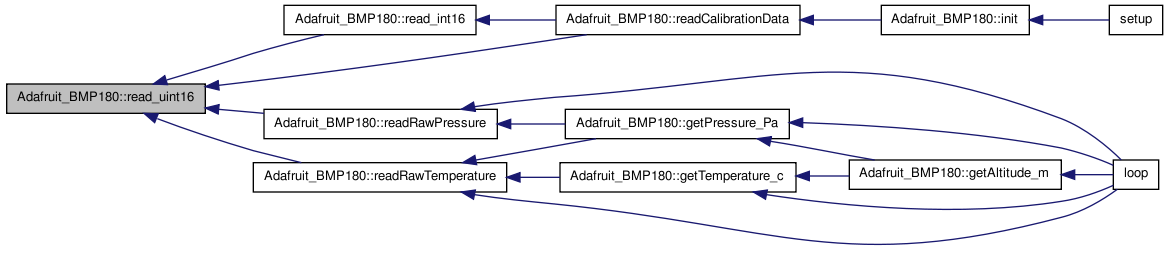 Adafruit_BMP180::read_int16
Adafruit_BMP180::readCalibrationData
Adafruit_BMP180::init
setup
Adafruit_BMP180::read_uint16
Adafruit_BMP180::readRawPressure
Adafruit_BMP180::getPressure_Pa
Adafruit_BMP180::readRawTemperature
Adafruit_BMP180::getTemperature_c
Adafruit_BMP180::getAltitude_m
loop